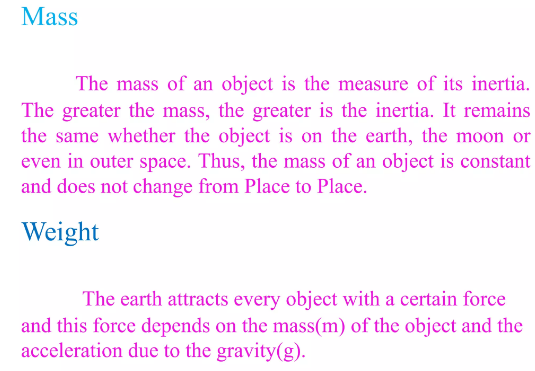 Mass
The mass of an object is the measure of its inertia.
The greater the mass, the greater is the inertia. It remains
the same whether the object is on the earth, the moon or
even in outer space. Thus, the mass of an object is constant
and does not change from Place to Place.
Weight
The earth attracts every object with a certain force
and this force depends on the mass(m) of the object and the
acceleration due to the gravity(g).